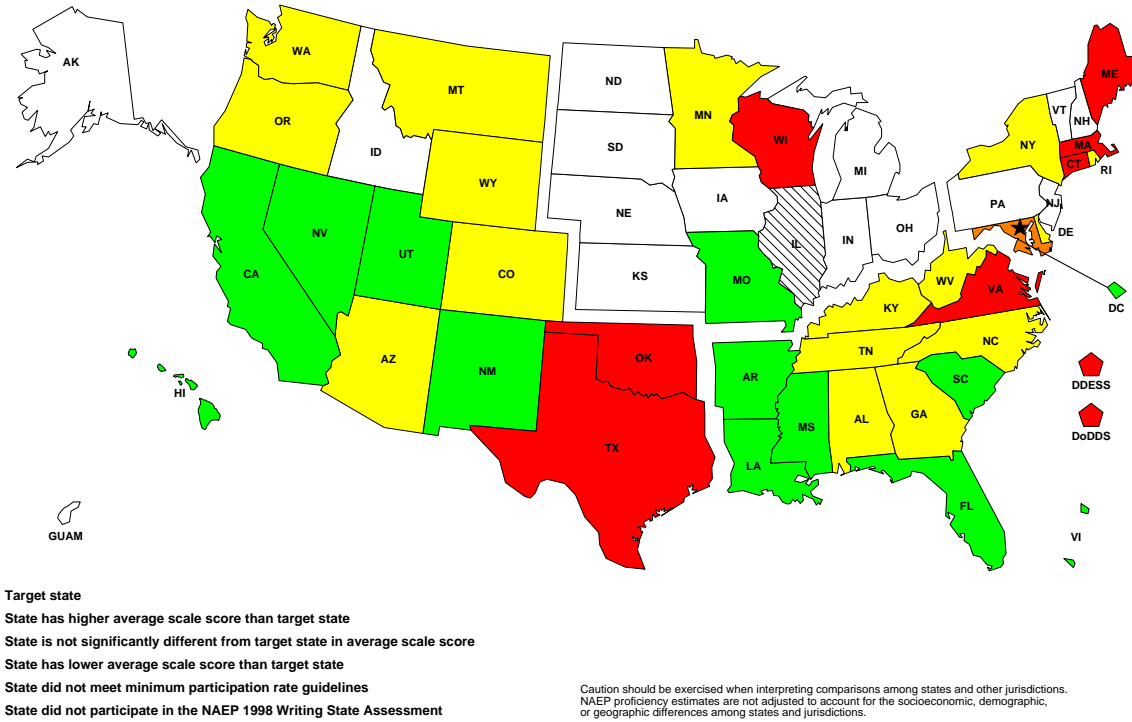 AK
WA
MT
ND
MN
ME
VT
NH
OR
ID
SD
WI
NY
MA
CT
RI
MI
WY
IA
PA
NJ
NE
OH
DE
NV
UT
IL
IN
CA
CO
KS
MO
WV
VA
KY
DC
AZ
NM
OK
TN
NC
AR
SC
DDESS
HI
MS
AL
GA
DoDDS
TX
LA
FL
GUAM
VI
Target state
State has higher average scale score than target state
State is not significantly different from target state in average scale score
State has lower average scale score than target state
State did not meet minimum participation rate guidelines
State did not participate in the NAEP 1998 Writing State Assessment
Caution should be exercised when interpreting comparisons among states and other jurisdictions.
NAEP proficiency estimates are not adjusted to account for the socioeconomic, demographic,
or geographic differences among states and jurisdictions.